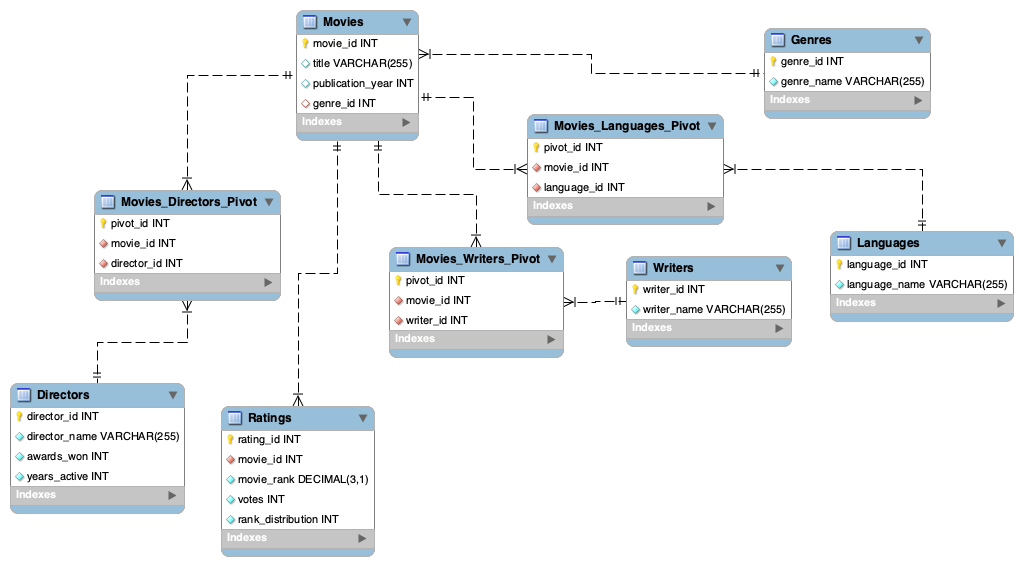 Movies
movie_id INT
title VARCHAR(255)
publication_year INT
genre_id INT
Indexes
Genres
genre_id INT
genre_name VARCHAR(255)
Indexes
Movies_Languages_Pivot
pivot_id INT
movie_id INT
language_id INT
Indexes
Movies_Directors_Pivot
pivot_id INT
movie_id INT
director_id INT
Indexes
Languages
language_id INT
language_name VARCHAR(255)
Indexes
Movies_Writers_Pivot
pivot_id INT
movie_id INT
writer_id INT
Indexes
Writers
writer_id INT
writer_name VARCHAR(255)
Indexes
Directors
director_id INT
director_name VARCHAR(255)
awards_won INT
years_active INT
Indexes
Ratings
rating_id INT
movie_id INT
movie_rank DECIMAL(3,1)
votes INT
rank_distribution INT
Indexes